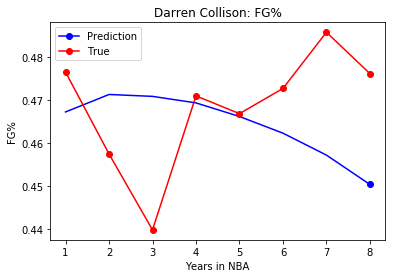 Darren Collison: FG%
Prediction
True
0.48
0.47
0.46
0.45
0.44
FG%
1 2 3 4 5 6 7 8
Years in NBA